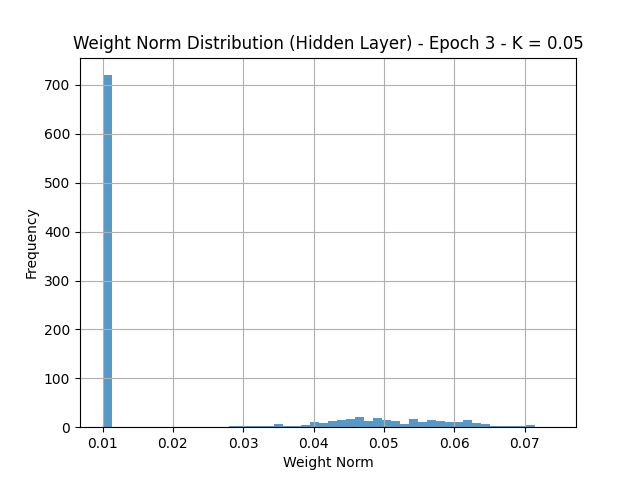 Weight Norm Distribution (Hidden Layer) - Epoch 3 - K = 0.05
700
600
500
400
300
200
100
0
Frequency
0.01 0.02 0.03 0.04 0.05 0.06 0.07
Weight Norm